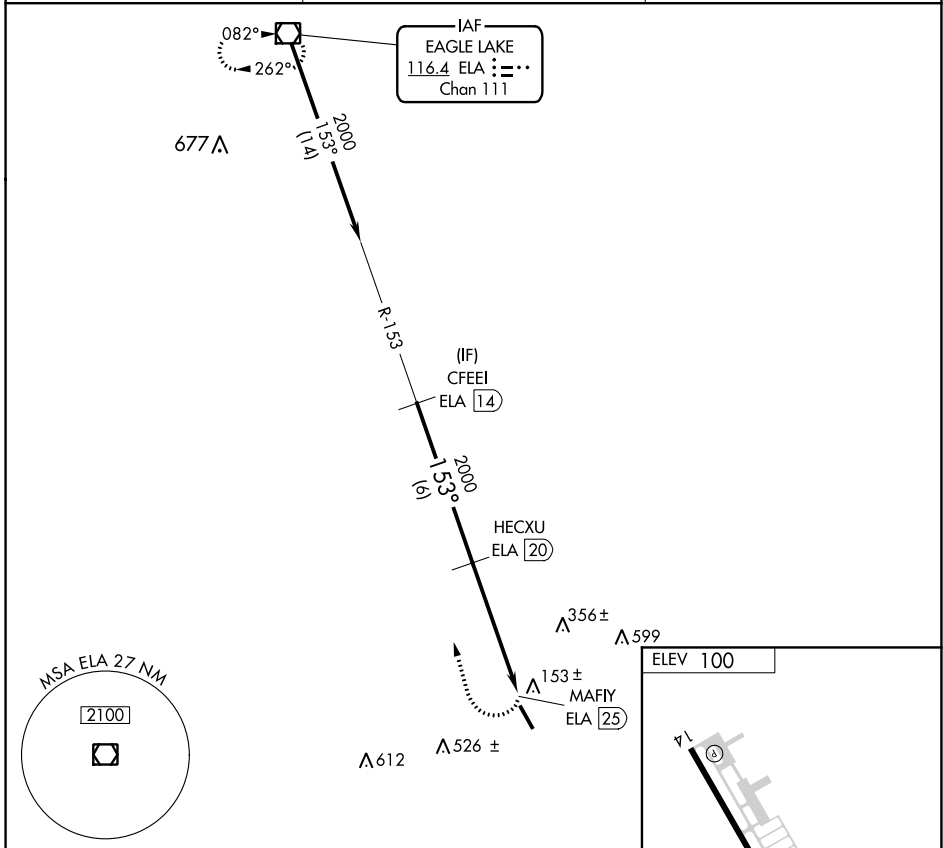 IAF
EAGLE LAKE
116.4 ELA
Chan 111
082°
262°
677
2000
153°
(14)
R-153
(IF)
CFEEI
ELA 14
2000
153°
(6)
HECXU
ELA 20
356 ±
599
153 ±
MAFIY
ELA 25
526 ±
612
MSA ELA 27 NM
2100
ELEV 100
14
P